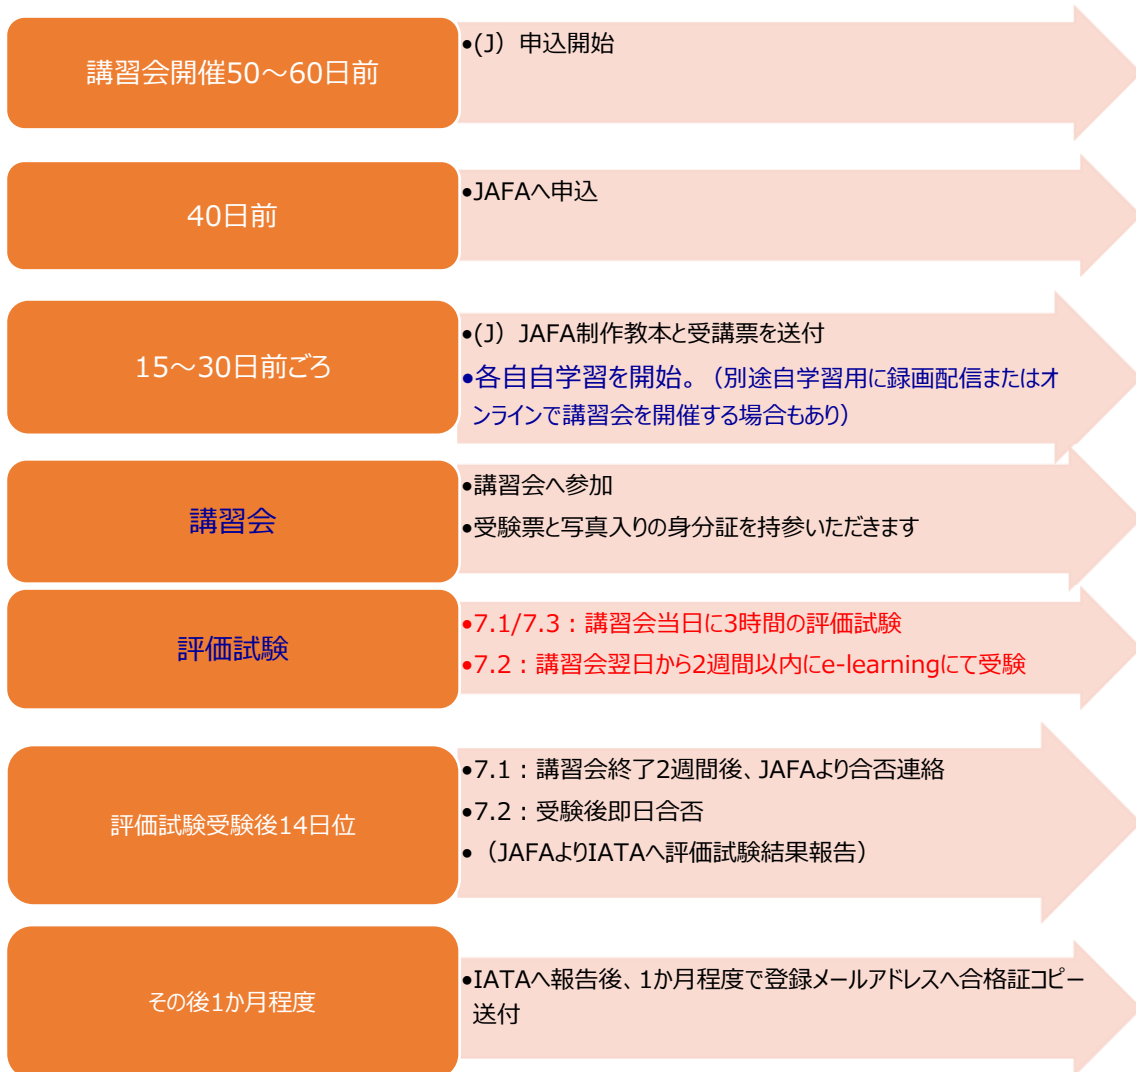 講習会開催50～60日前
•(J）申込開始
40日前
•JAFAへ申込
15～30日前ごろ
•(J）JAFA制作教本と受講票を送付
•各自自学習を開始。（別途自学習用に録画配信またはオ
ンラインで講習会を開催する場合もあり）
講習会
•講習会へ参加
•受験票と写真入りの身分証を持参いただきます
評価試験
•7.1/7.3：講習会当日に3時間の評価試験
•7.2：講習会翌日から2週間以内にe-learningにて受験
評価試験受験後14日位
•7.1：講習会終了2週間後、JAFAより合否連絡
•7.2：受験後即日合否
•（JAFAよりIATAへ評価試験結果報告）
その後1か月程度
•IATAへ報告後、1か月程度で登録メールアドレスへ合格証コピー
送付